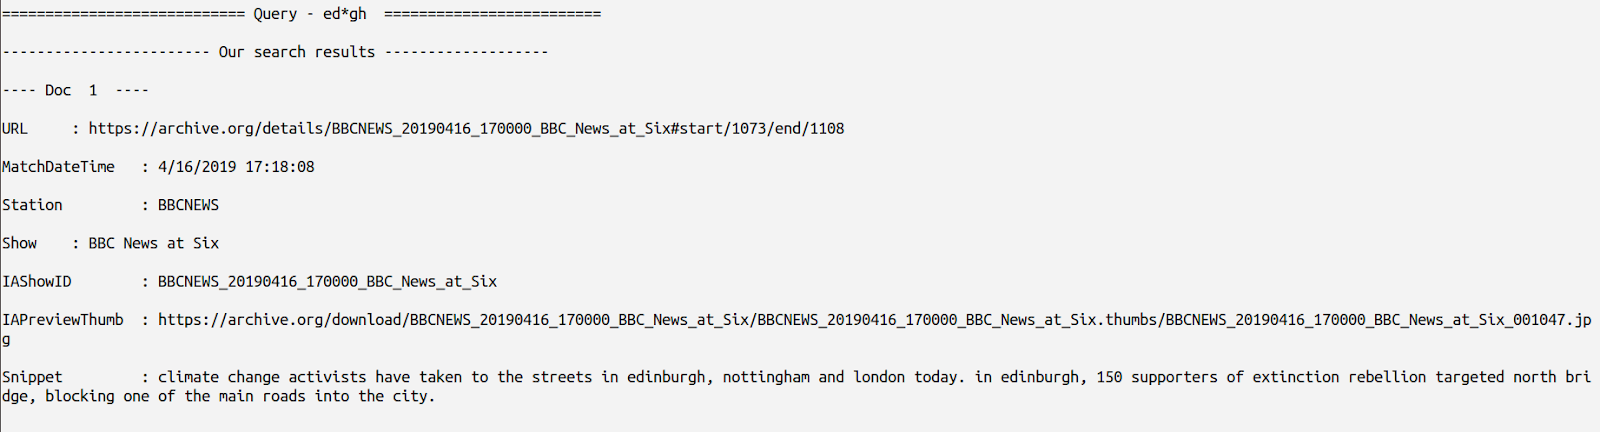 ============================ Query - ed*gh  =========================
------------------------ Our search results -------------------
---- Doc  1  ----
URL     : https://archive.org/details/BBCNEWS_20190416_170000_BBC_News_at_Six#start/1073/end/1108
MatchDateTime   : 4/16/2019 17:18:08
Station         : BBCNEWS
Show    : BBC News at Six
IAShowID        : BBCNEWS_20190416_170000_BBC_News_at_Six
IAPreviewThumb  : https://archive.org/download/BBCNEWS_20190416_170000_BBC_News_at_Six/BBCNEWS_20190416_170000_BBC_News_at_Six.thumbs/BBCNEWS_20190416_170000_BBC_News_at_Six_001047.jp
g
Snippet         : climate change activists have taken to the streets in edinburgh, nottingham and london today. in edinburgh, 150 supporters of extinction rebellion targeted north bri
dge, blocking one of the main roads into the city.